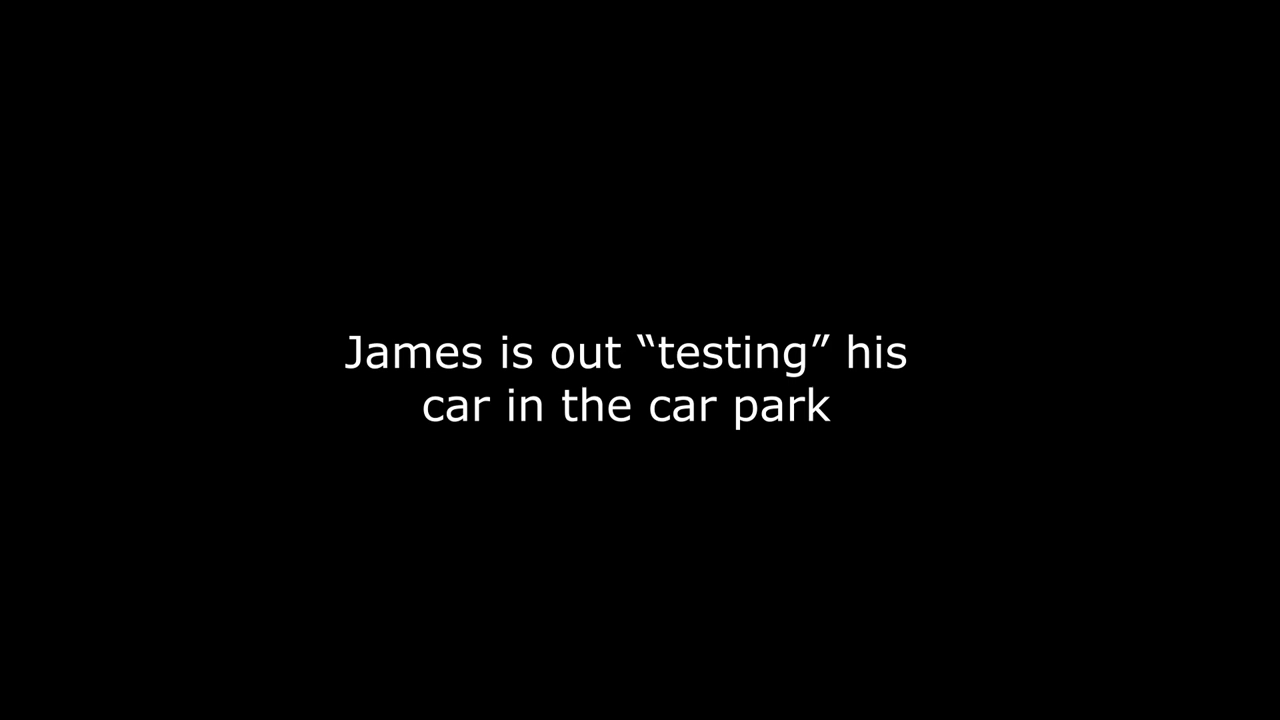 James is out “testing” his
car in the car park